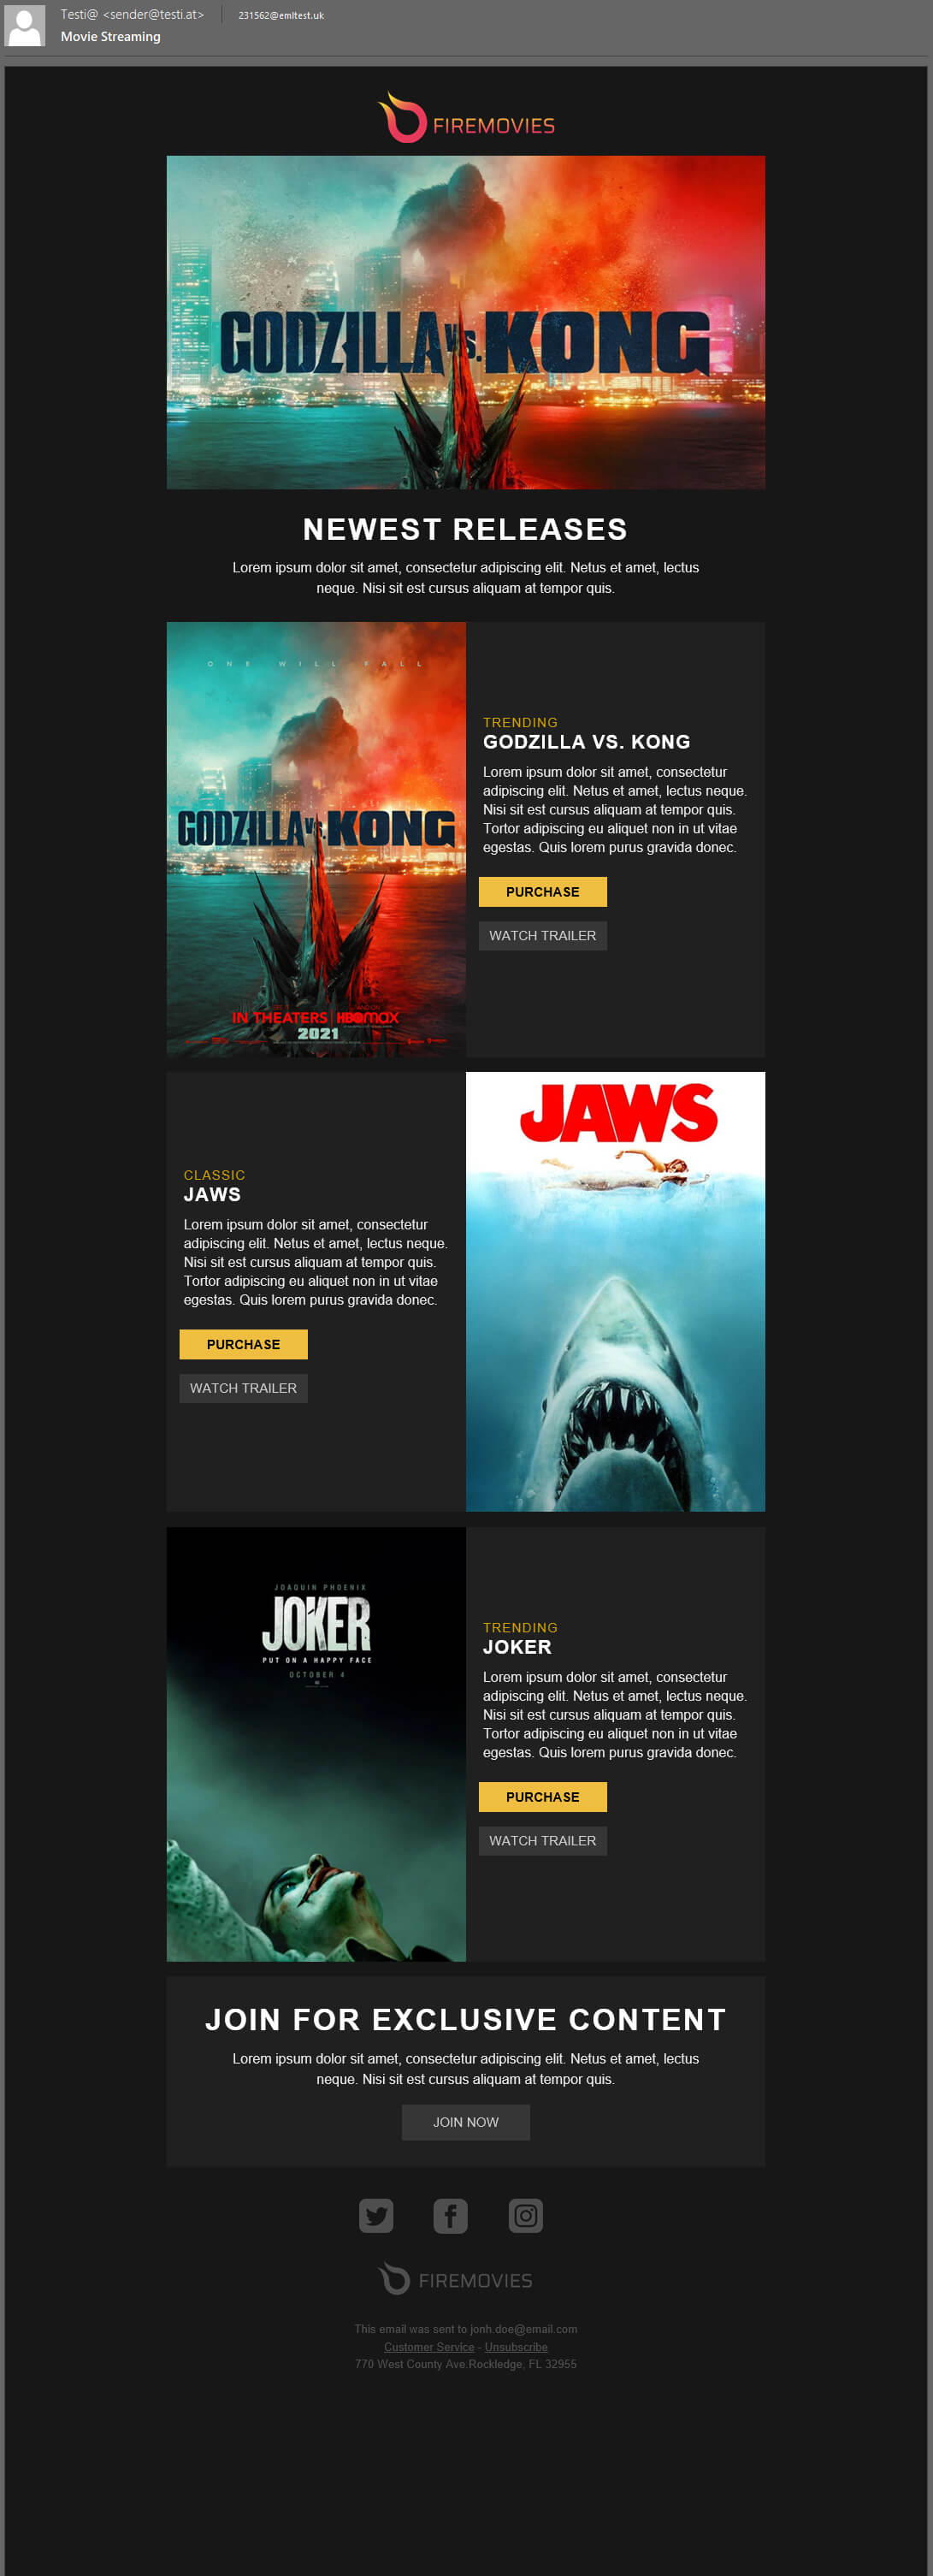 Testi@ <sender@testi.at>
231562@emltest.uk
Movie Streaming
FIREMOVIES
GODZILLA VS. KONG
NEWEST RELEASES
Lorem ipsum dolor sit amet, consectetur adipiscing elit. Netus et amet, lectus
neque. Nisi sit est cursus aliquam at tempor quis.
ONE WILL FALL
GODZILLA VS. KONG
IN THEATERS | HBOMAX
2021
TRENDING
GODZILLA VS. KONG
Lorem ipsum dolor sit amet, consectetur
adipiscing elit. Netus et amet, lectus neque.
Nisi sit est cursus aliquam at tempor quis.
Tortor adipiscing eu aliquet non in ut vitae
egestas. Quis lorem purus gravida donec.
PURCHASE
WATCH TRAILER
CLASSIC
JAWS
Lorem ipsum dolor sit amet, consectetur
adipiscing elit. Netus et amet, lectus neque.
Nisi sit est cursus aliquam at tempor quis.
Tortor adipiscing eu aliquet non in ut vitae
egestas. Quis lorem purus gravida donec.
PURCHASE
WATCH TRAILER
JAWS
JOAQUIN PHOENIX
JOKER
PUT ON A HAPPY FACE
OCTOBER 4
TRENDING
JOKER
Lorem ipsum dolor sit amet, consectetur
adipiscing elit. Netus et amet, lectus neque.
Nisi sit est cursus aliquam at tempor quis.
Tortor adipiscing eu aliquet non in ut vitae
egestas. Quis lorem purus gravida donec.
PURCHASE
WATCH TRAILER
JOIN FOR EXCLUSIVE CONTENT
Lorem ipsum dolor sit amet, consectetur adipiscing elit. Netus et amet, lectus
neque. Nisi sit est cursus aliquam at tempor quis.
JOIN NOW
FIREMOVIES
This email was sent to jonh.doe@email.com
Customer Service - Unsubscribe
770 West County Ave.Rockledge, FL 32955